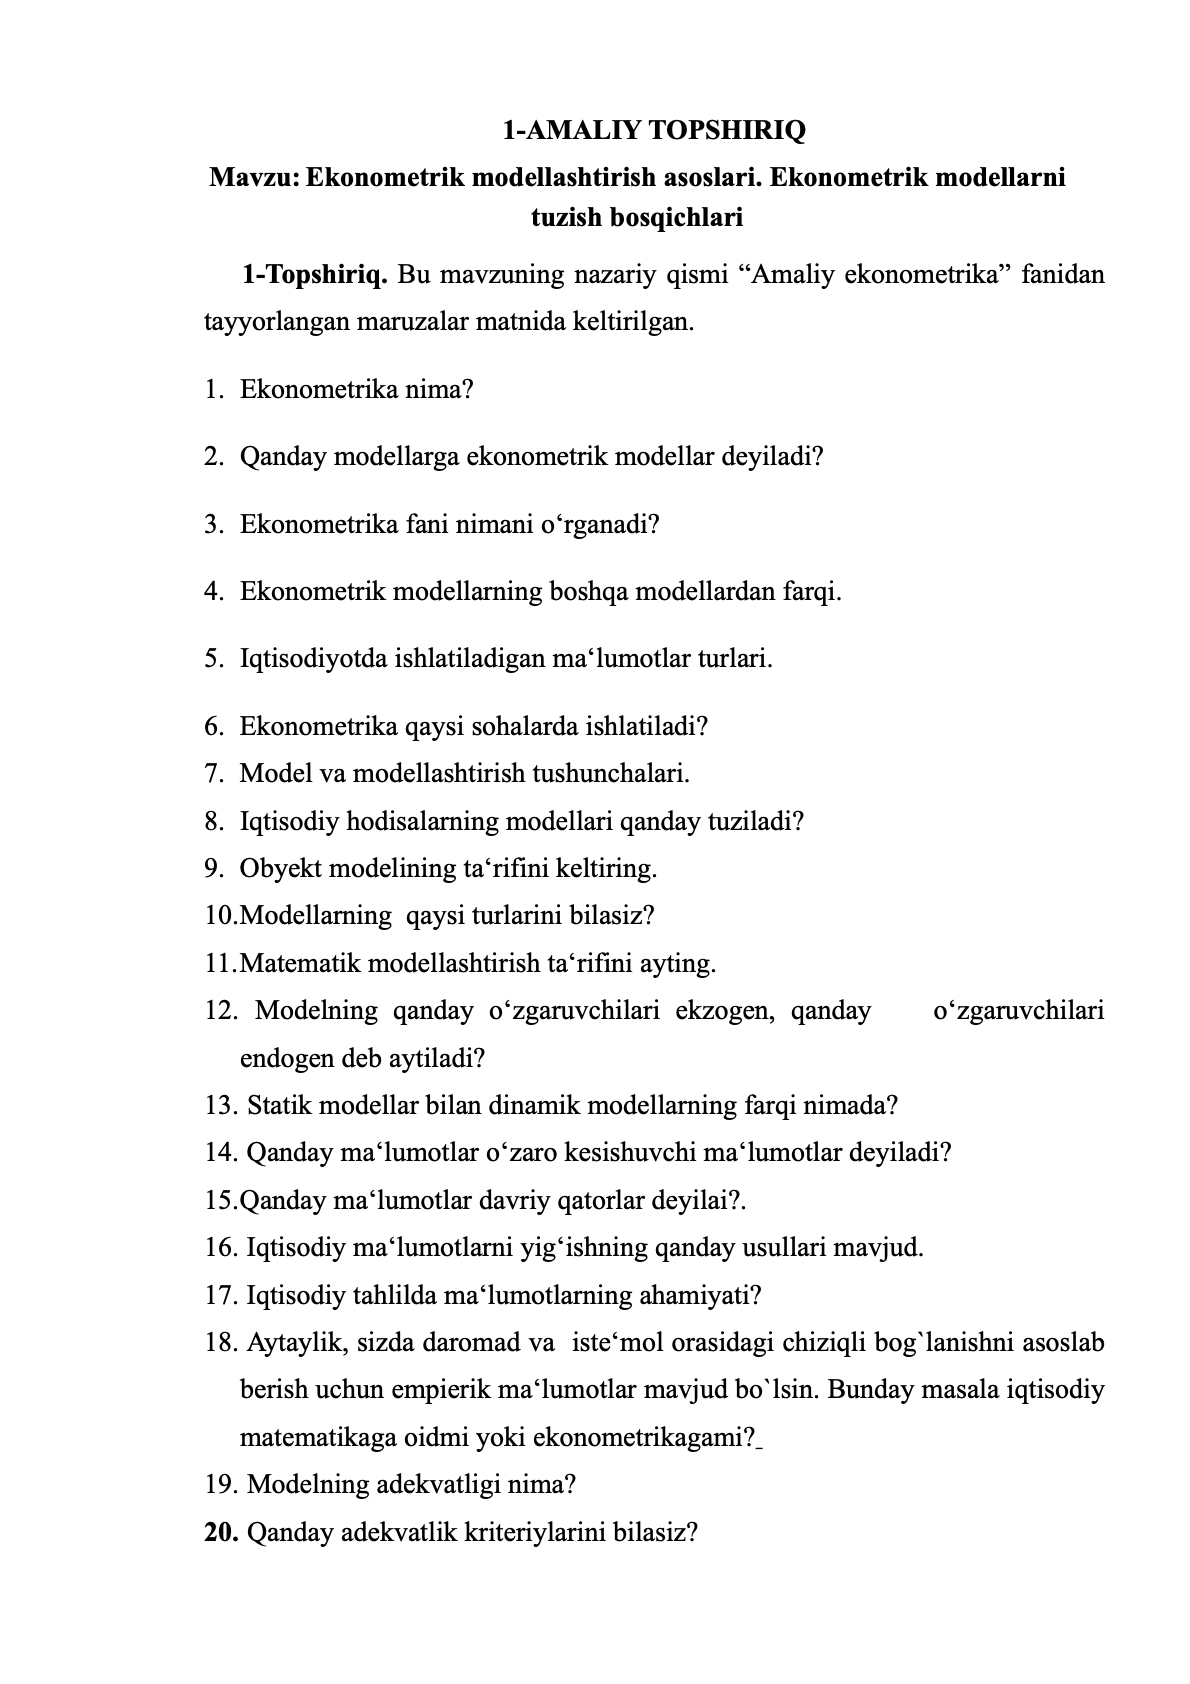 1-AMALIY TOPSHIRIQ
Mavzu: Ekonometrik modellashtirish asoslari. Ekonometrik modellarni
tuzish bosqichlari
1-Topshiriq. Bu mavzuning nazariy qismi “Amaliy ekonometrika” fanidan
tayyorlangan maruzalar matnida keltirilgan.
1. Ekonometrika nima?
2. Qanday modellarga ekonometrik modellar deyiladi?
3. Ekonometrika fani nimani o‘rganadi?
4. Ekonometrik modellarning boshqa modellardan farqi.
5. Iqtisodiyotda ishlatiladigan ma‘lumotlar turlari.
6. Ekonometrika qaysi sohalarda ishlatiladi?
7. Model va modellashtirish tushunchalari.
8. Iqtisodiy hodisalarning modellari qanday tuziladi?
9. Obyekt modelining ta‘rifini keltiring.
10.Modellarning qaysi turlarini bilasiz?
11.Matematik modellashtirish ta‘rifini ayting.
12. Modelning qanday o‘zgaruvchilari ekzogen, qanday o‘zgaruvchilari
endogen deb aytiladi?
13. Statik modellar bilan dinamik modellarning farqi nimada?
14. Qanday ma‘lumotlar o‘zaro kesishuvchi ma‘lumotlar deyiladi?
15.Qanday ma‘lumotlar davriy qatorlar deyilai?.
16. Iqtisodiy ma‘lumotlarni yig‘ishning qanday usullari mavjud.
17. Iqtisodiy tahlilda ma‘lumotlarning ahamiyati?
18. Aytaylik, sizda daromad va iste‘mol orasidagi chiziqli bog`lanishni asoslab
berish uchun empierik ma‘lumotlar mavjud bo`lsin. Bunday masala iqtisodiy
matematikaga oidmi yoki ekonometrikagami?
19. Modelning adekvatligi nima?
20. Qanday adekvatlik kriteriylarini bilasiz?